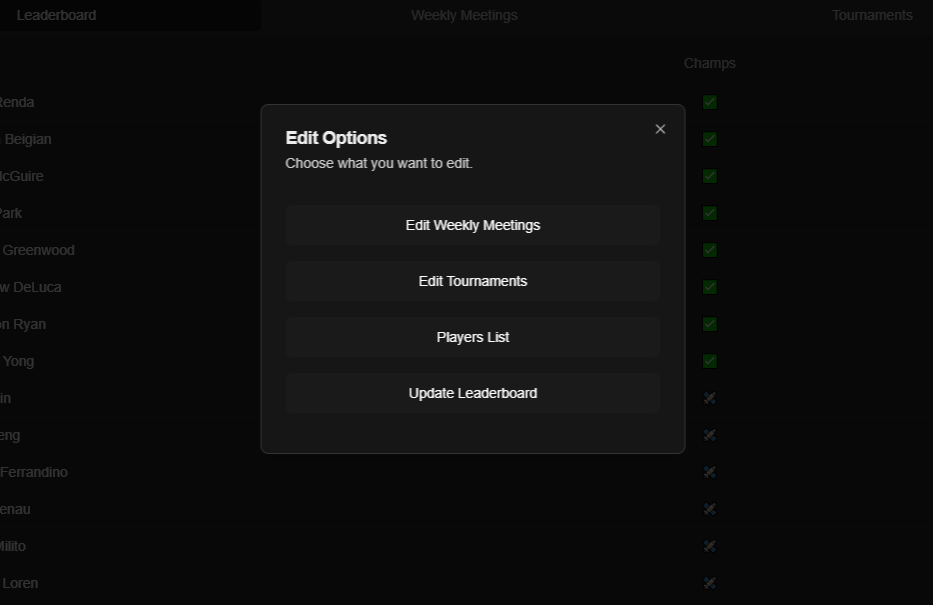 Leaderboard Weekly Meetings Tournaments
Champs
Renda
Beigian
McGuire
Park
Greenwood
w DeLuca
on Ryan
Yong
in
eng
Ferrandino
enau
Milito
Loren
Edit Options
Choose what you want to edit.
Edit Weekly Meetings
Edit Tournaments
Players List
Update Leaderboard